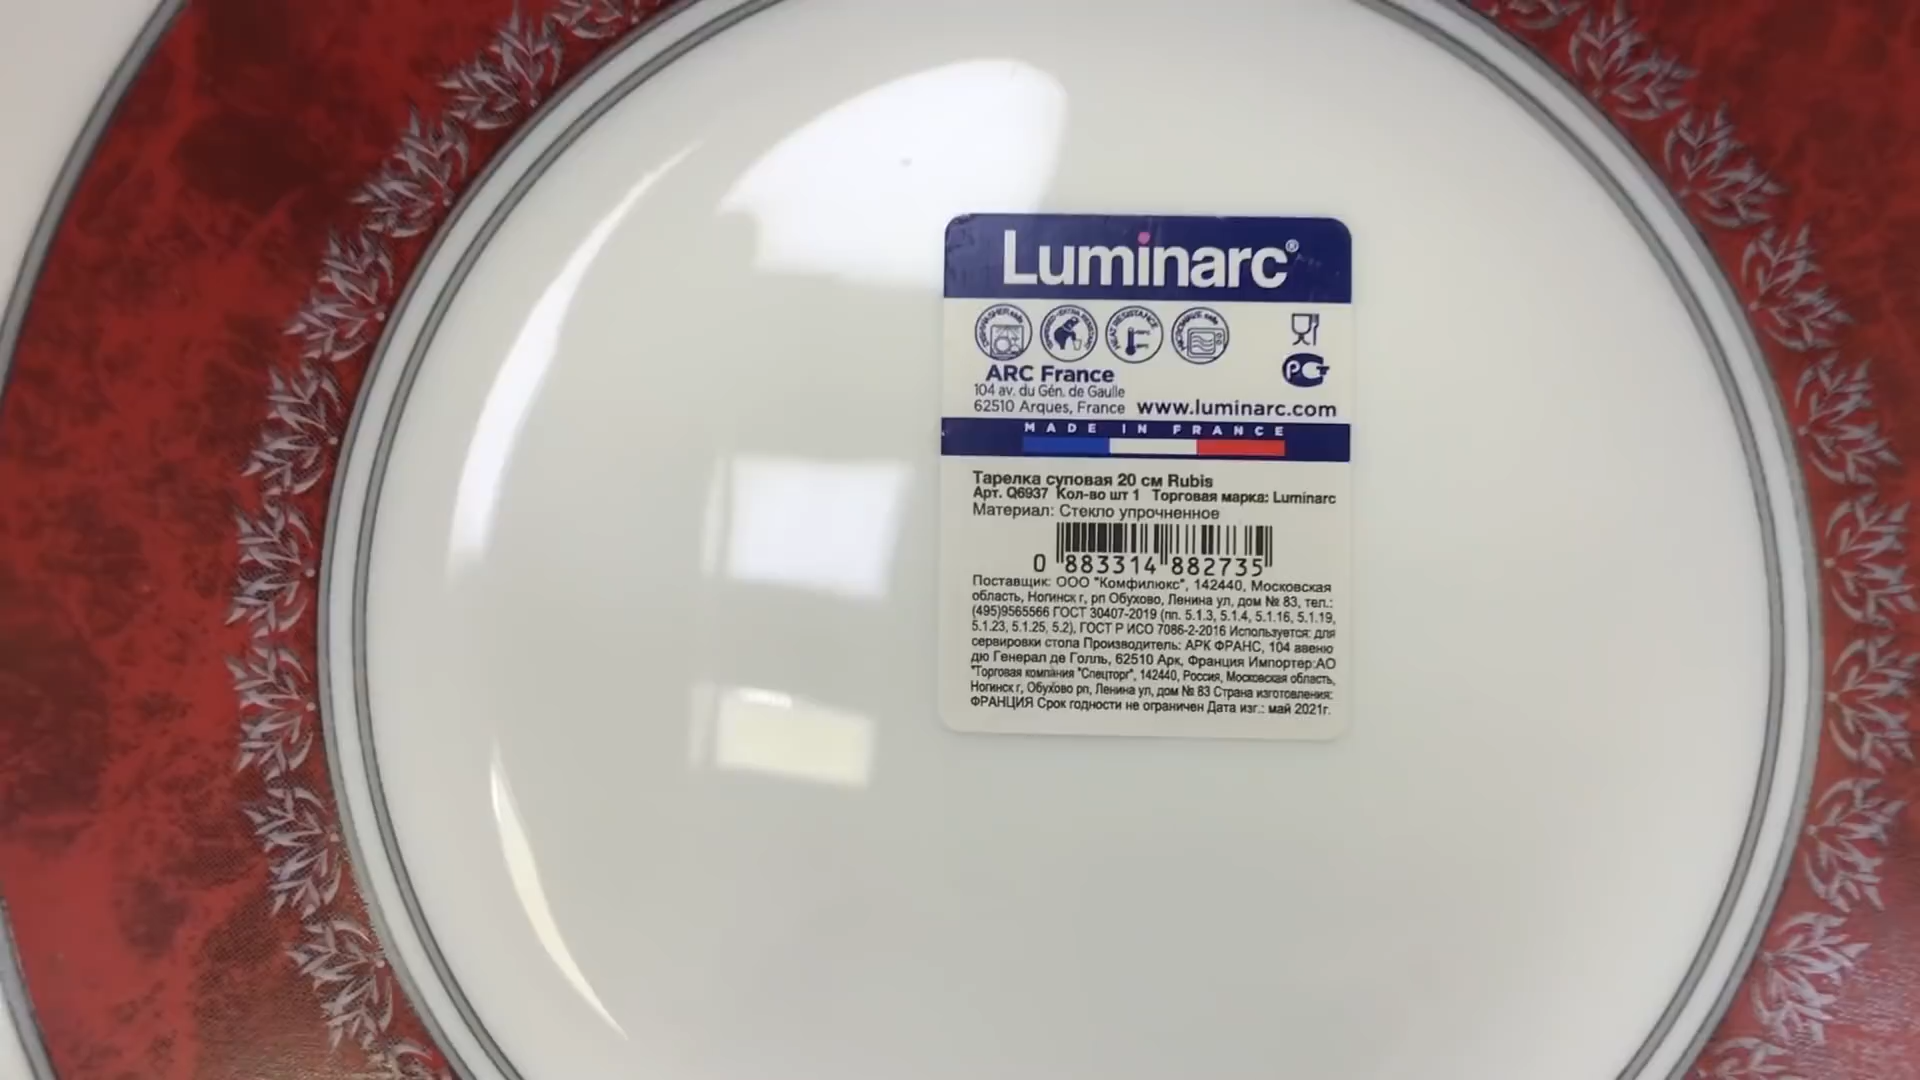 Luminarc®
DISHWASHER safe
HEAT RESISTANCE
MICROWAVE safe
ARC France
104 av. du Gén. de Gaulle
62510 Arques, France www.luminarc.com
MADE IN FRANCE
Тарелка суповая 20 см Rubis
Арт. Q6937 Кол-во шт 1 Торговая марка: Luminarc
Материал: Стекло упрочненное
0 883314 882735
Поставщик: ООО "Комфилюкс", 142440, Московская
область, Ногинск г, рп Обухово, Ленина ул, дом № 83, тел.:
(495)9565566 ГОСТ 30407-2019 (пп. 5.1.3, 5.1.4, 5.1.16, 5.1.19,
5.1.23, 5.1.25, 5.2), ГОСТ Р ИСО 7086-2-2016 Используется: для
сервировки стола Производитель: АРК ФРАНС, 104 авеню
дю Генерал де Голль, 62510 Арк, Франция Импортер:АО
"Торговая компания "Спецторг", 142440, Россия, Московская область,
Ногинск г, Обухово рп, Ленина ул, дом № 83 Страна изготовления:
ФРАНЦИЯ Срок годности не ограничен Дата изг.: май 2021г.